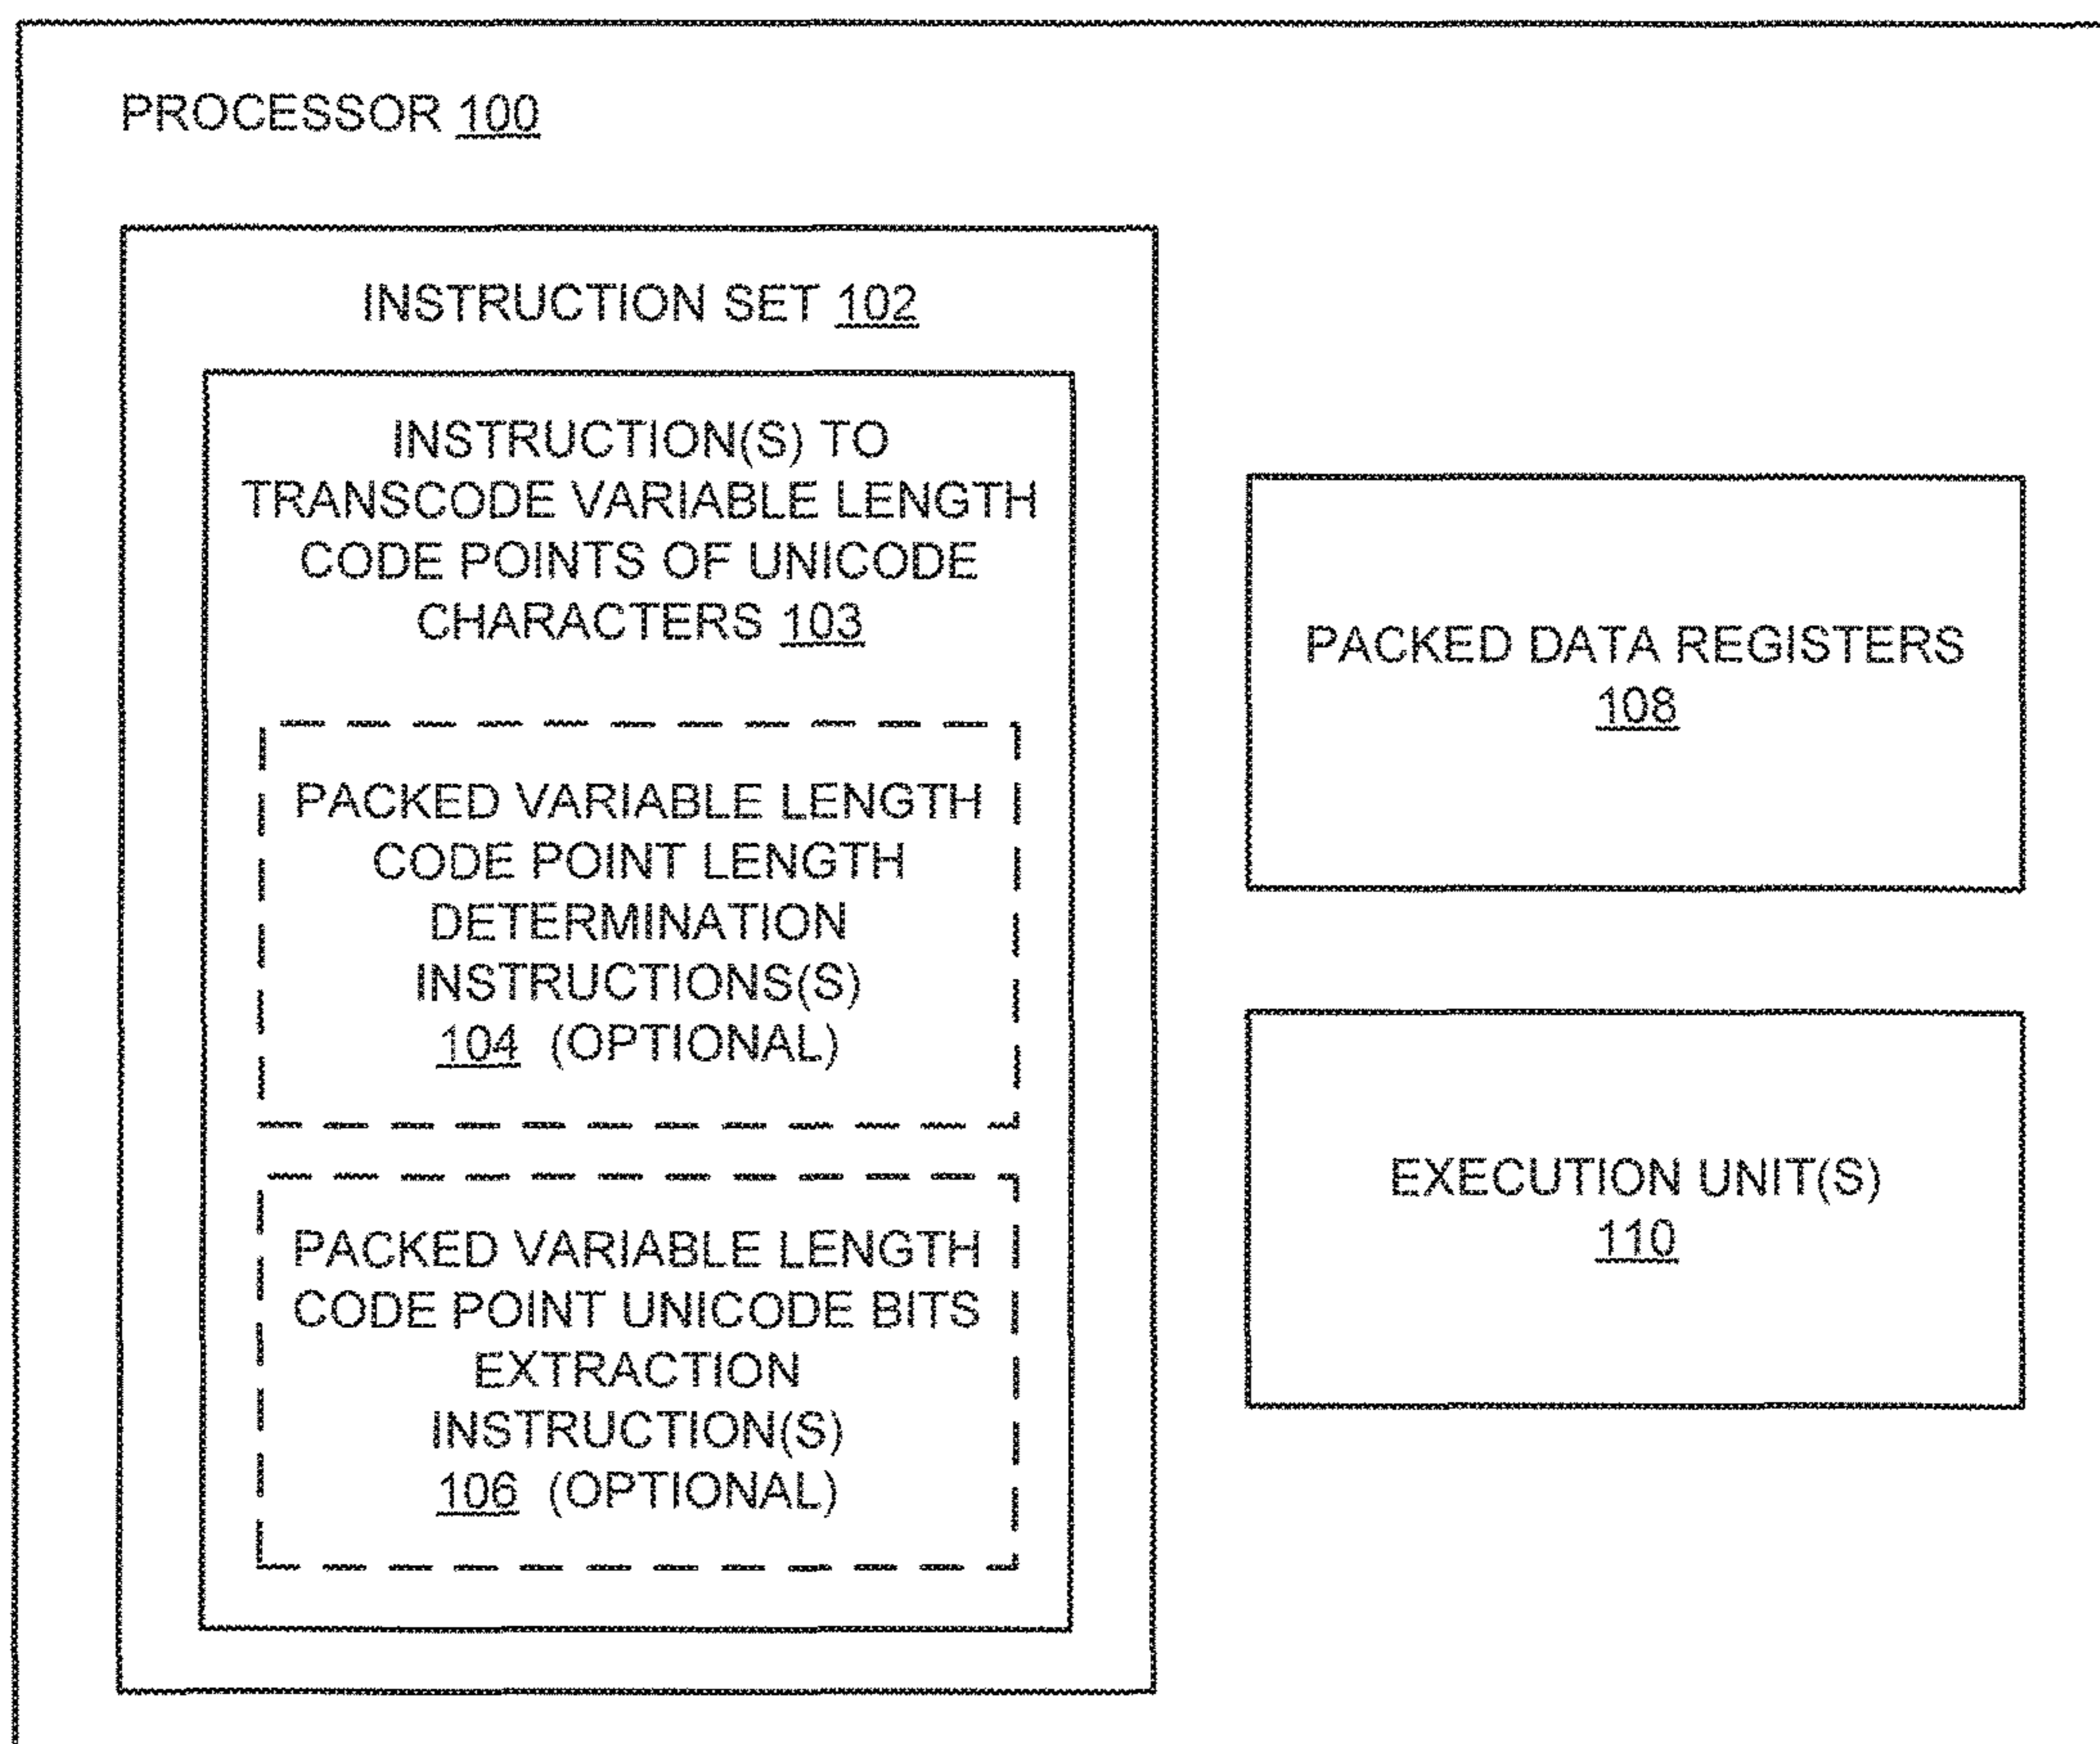 PROCESSOR 100
INSTRUCTION SET 102
INSTRUCTION(S) TO
TRANSCODE VARIABLE LENGTH
CODE POINTS OF UNICODE
CHARACTERS 103
PACKED VARIABLE LENGTH
CODE POINT LENGTH
DETERMINATION
INSTRUCTIONS(S)
104 (OPTIONAL)
PACKED VARIABLE LENGTH
CODE POINT UNICODE BITS
EXTRACTION
INSTRUCTION(S)
106 (OPTIONAL)
PACKED DATA REGISTERS
108
EXECUTION UNIT(S)
110